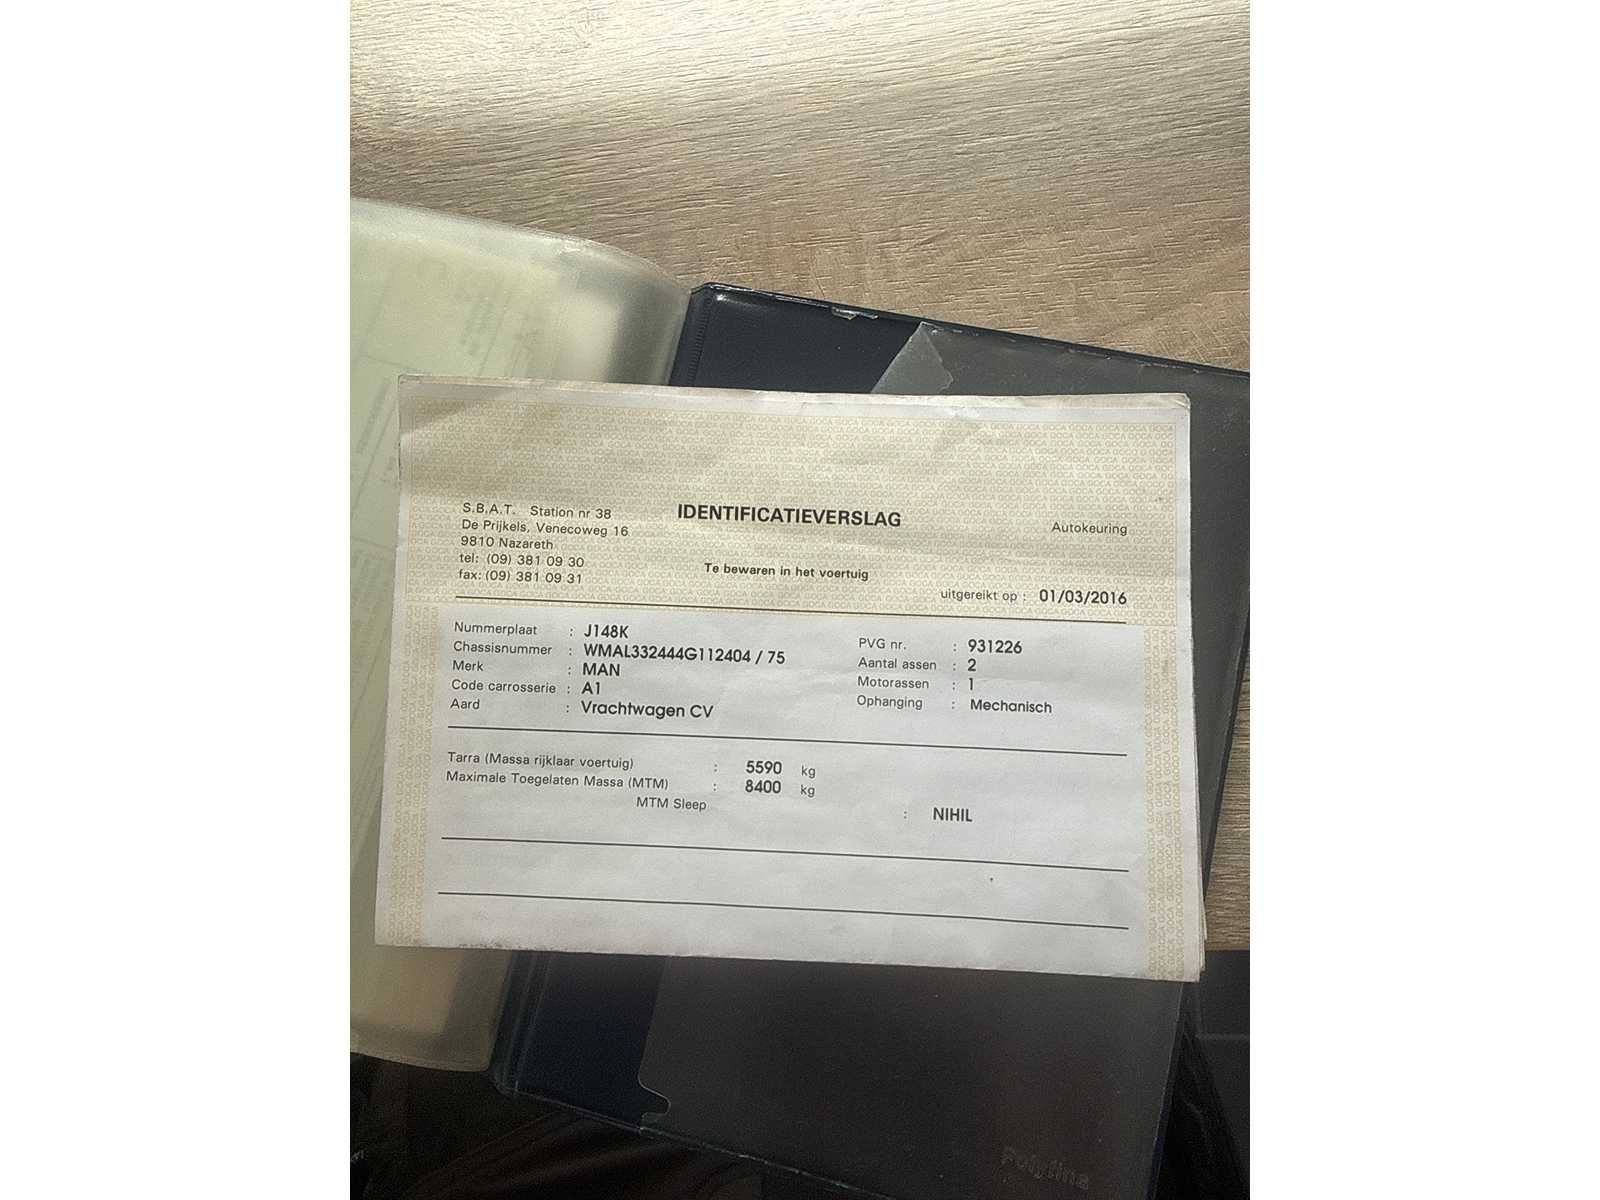 S.B.A.T. Station nr 38
De Prijkels, Venecoweg 16
9810 Nazareth
tel: (09) 381 09 30
fax: (09) 381 09 31
IDENTIFICATIEVERSLAG
Te bewaren in het voertuig
Autokeuring
uitgereikt op : 01/03/2016
Nummerplaat : J148K
Chassisnummer : WMAL332444G112404 / 75
Merk : MAN
Code carrosserie : A1
Aard : Vrachtwagen CV
PVG nr. : 931226
Aantal assen : 2
Motorassen : 1
Ophanging : Mechanisch
Tarra (Massa rijklaar voertuig) : 5590 kg
Maximale Toegelaten Massa (MTM) : 8400 kg
MTM Sleep : NIHIL